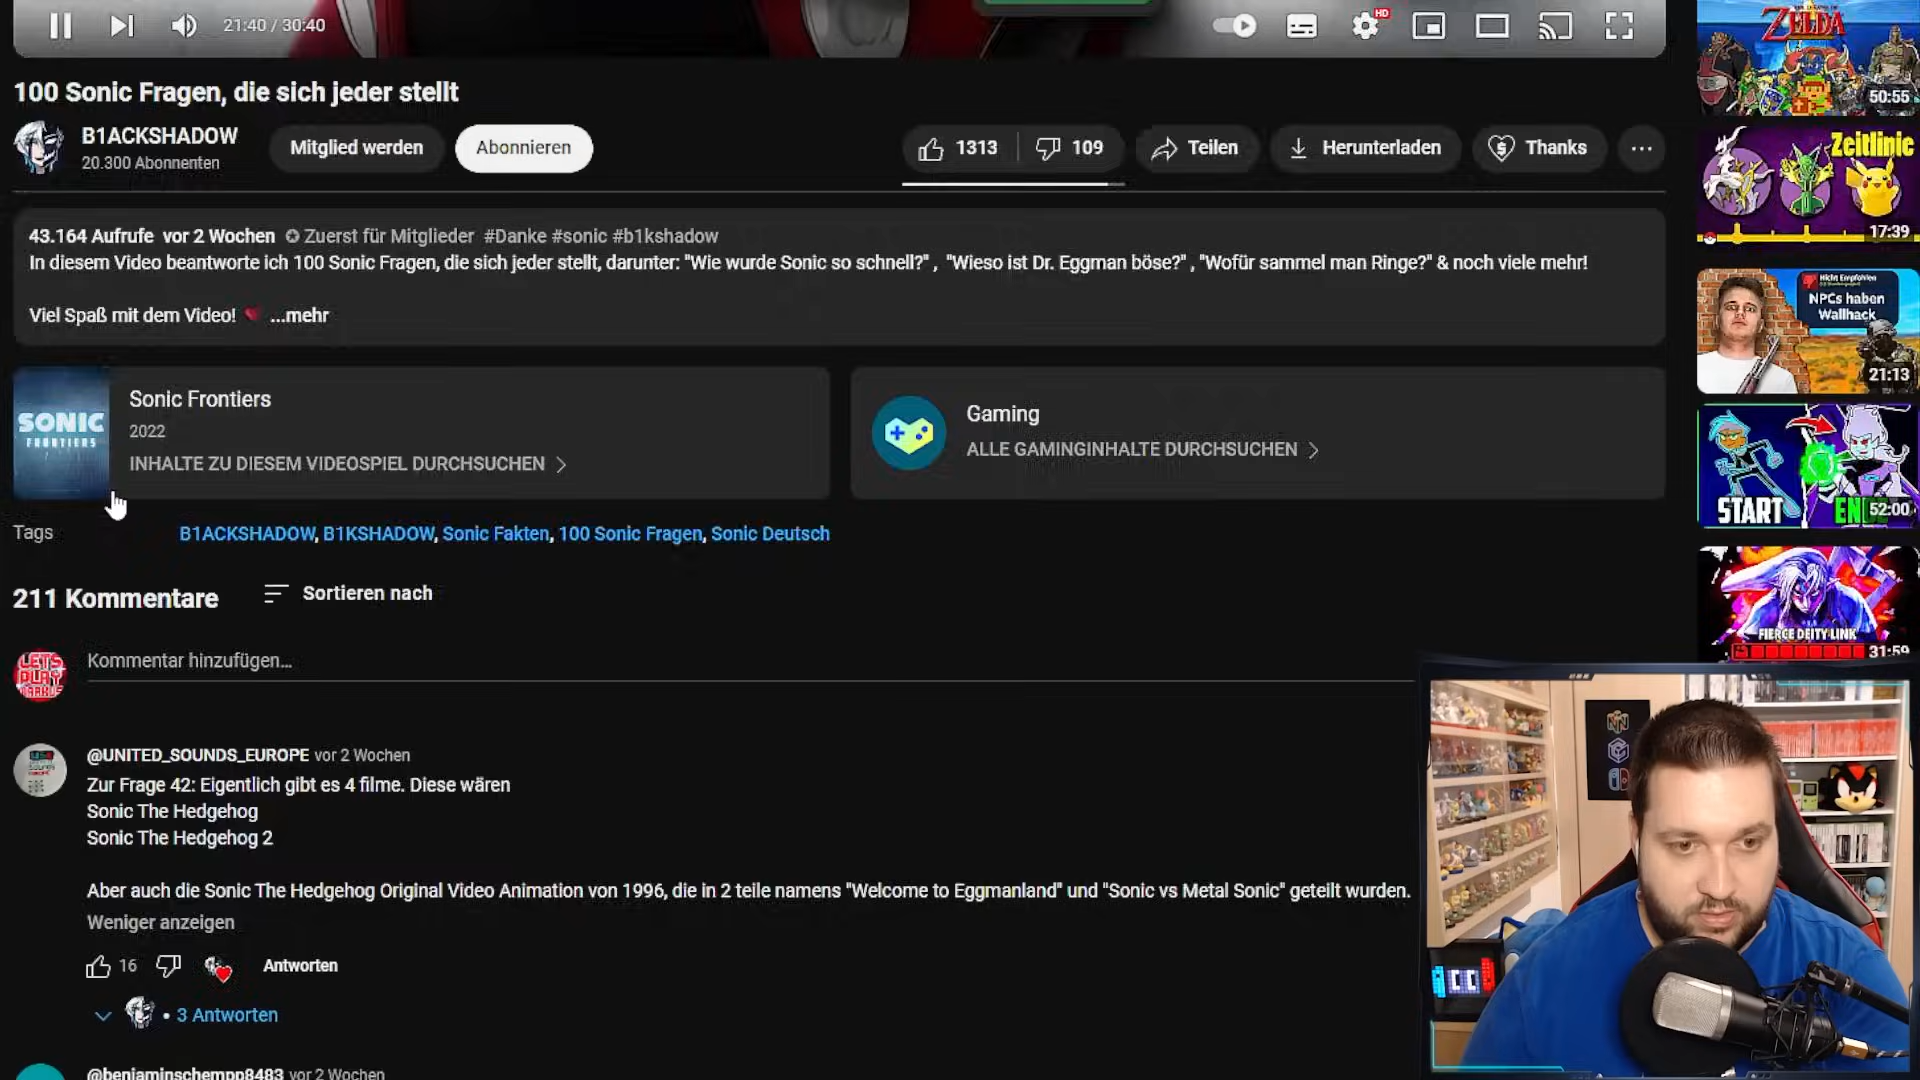 21:40 / 30:40
HD
100 Sonic Fragen, die sich jeder stellt
B1ACKSHADOW
20.300 Abonnenten
Mitglied werden
Abonnieren
1313
109
Teilen
Herunterladen
Thanks
43.164 Aufrufe vor 2 Wochen Zuerst für Mitglieder #Danke #sonic #b1kshadow
In diesem Video beantworte ich 100 Sonic Fragen, die sich jeder stellt, darunter: "Wie wurde Sonic so schnell?" , "Wieso ist Dr. Eggman böse?" , "Wofür sammel man Ringe?" & noch viele mehr!
Viel Spaß mit dem Video! ...mehr
SONIC
FRONTIERS
Sonic Frontiers
2022
INHALTE ZU DIESEM VIDEOSPIEL DURCHSUCHEN
Gaming
ALLE GAMINGINHALTE DURCHSUCHEN
Tags
B1ACKSHADOW, B1KSHADOW, Sonic Fakten, 100 Sonic Fragen, Sonic Deutsch
211 Kommentare
Sortieren nach
LETS
PLAY
MARKUS
Kommentar hinzufügen...
@UNITED_SOUNDS_EUROPE vor 2 Wochen
Zur Frage 42: Eigentlich gibt es 4 filme. Diese wären
Sonic The Hedgehog
Sonic The Hedgehog 2
Aber auch die Sonic The Hedgehog Original Video Animation von 1996, die in 2 teile namens "Welcome to Eggmanland" und "Sonic vs Metal Sonic" geteilt wurden.
Weniger anzeigen
16
Antworten
3 Antworten
@benjaminschempp8483 vor 2 Wochen
ZELDA
50:55
Zeitlinie
17:39
Nicht Empfohlen
NPCs haben
Wallhack
21:13
START
END
52:00
FIERCE DEITY LINK
31:59